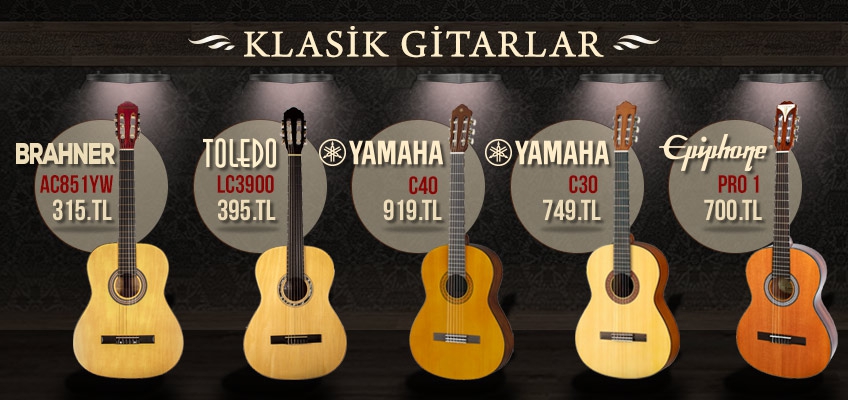 KLASİK GİTARLAR
BRAHNER
AC851YW
315.TL
TOLEDO
LC3900
395.TL
YAMAHA
C40
919.TL
YAMAHA
C30
749.TL
Epiphone
PRO 1
700.TL